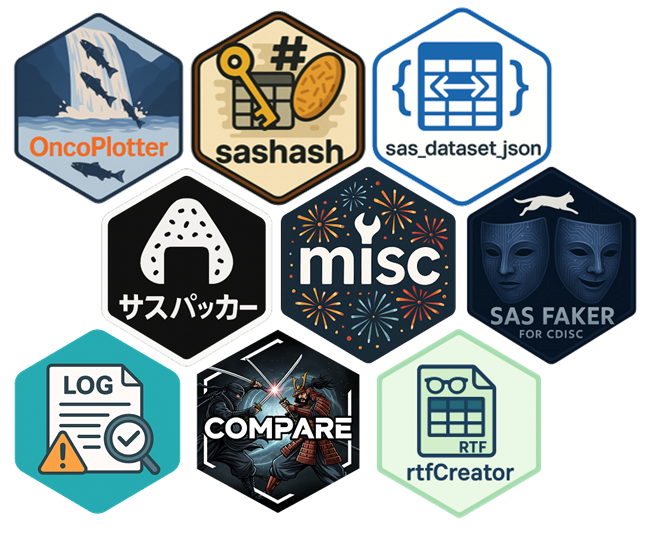 OncoPlotter
#
sashash
{ }
sas_dataset_json
サスパッカー
misc
SAS FAKER
FOR CDISC
LOG
COMPARE
RTF
rtfCreator